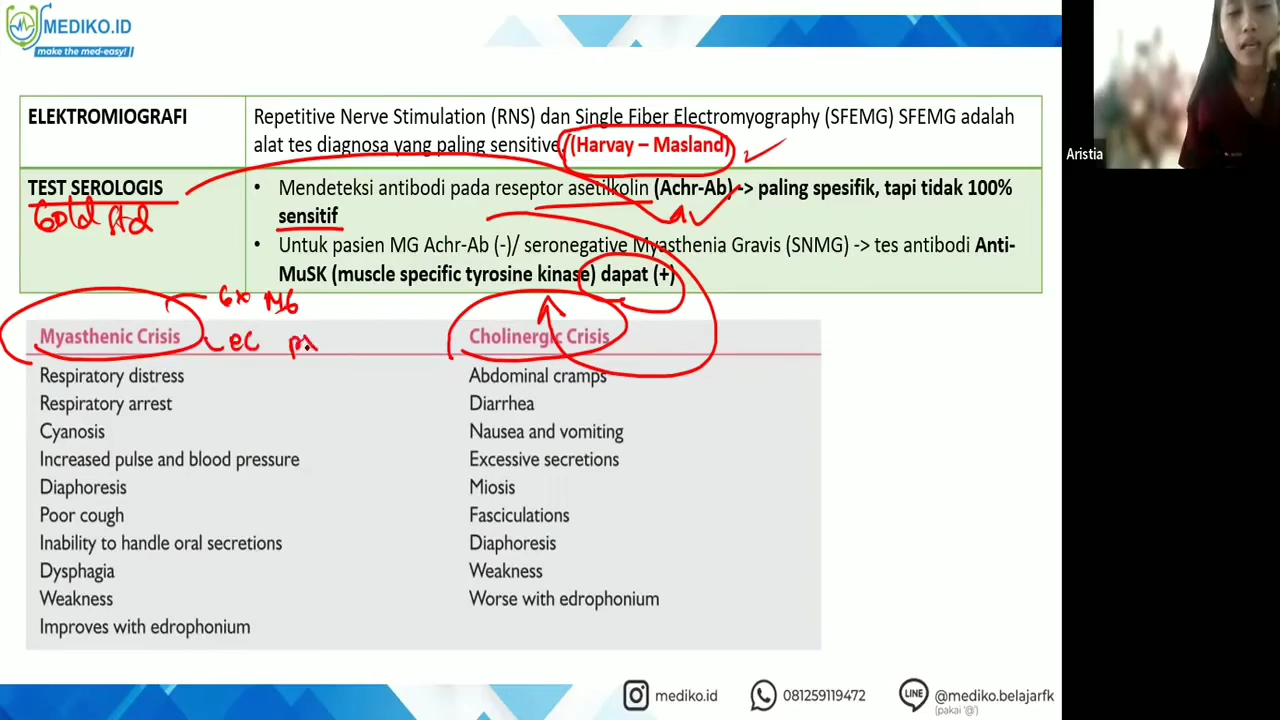 MEDIKO.ID
make the med-easy!
ELEKTROMIOGRAFI
Repetitive Nerve Stimulation (RNS) dan Single Fiber Electromyography (SFEMG) SFEMG adalah
alat tes diagnosa yang paling sensitive. (Harvay – Masland)
TEST SEROLOGIS
Gold Std
• Mendeteksi antibodi pada reseptor asetilkolin (Achr-Ab) -> paling spesifik, tapi tidak 100%
sensitif
• Untuk pasien MG Achr-Ab (-)/ seronegative Myasthenia Gravis (SNMG) -> tes antibodi Anti-
MuSK (muscle specific tyrosine kinase) dapat (+)
Gx MG
ec
Myasthenic Crisis
Respiratory distress
Respiratory arrest
Cyanosis
Increased pulse and blood pressure
Diaphoresis
Poor cough
Inability to handle oral secretions
Dysphagia
Weakness
Improves with edrophonium
Cholinergic Crisis
Abdominal cramps
Diarrhea
Nausea and vomiting
Excessive secretions
Miosis
Fasciculations
Diaphoresis
Weakness
Worse with edrophonium
Aristia
mediko.id
081259119472
LINE
@mediko.belajarfk
(pakai '@')